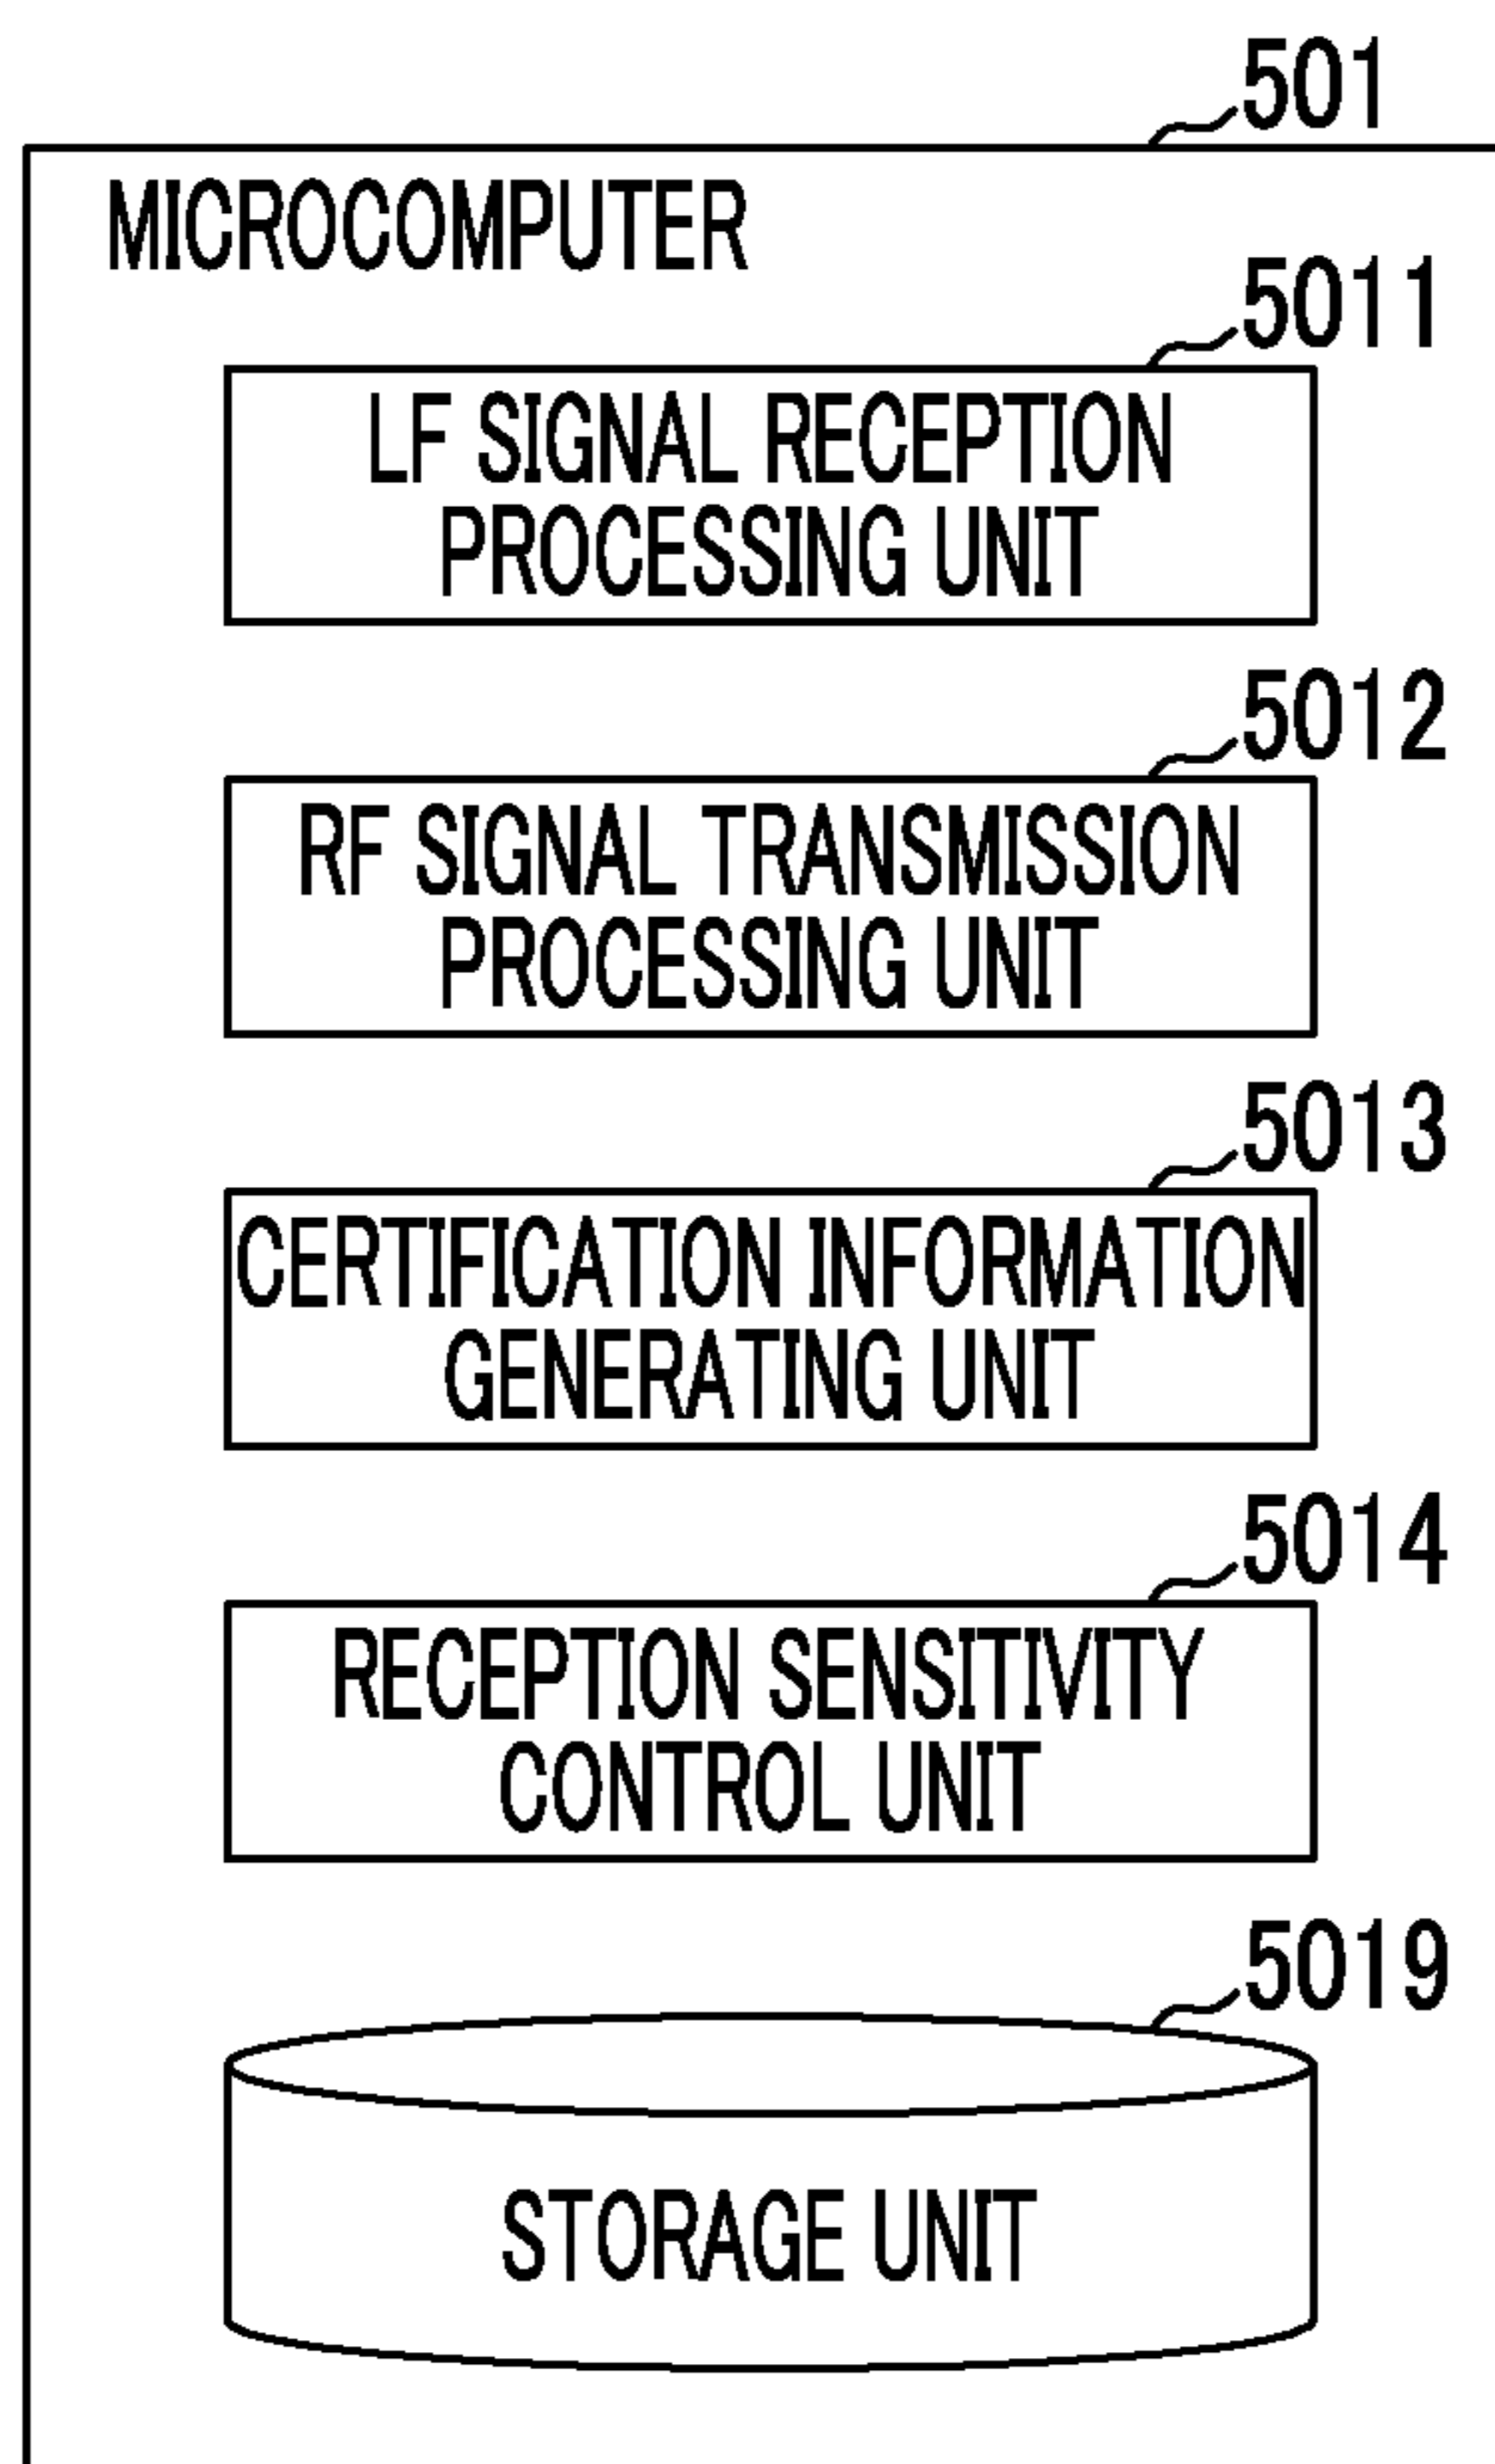 501
MICROCOMPUTER
5011
LF SIGNAL RECEPTION
PROCESSING UNIT
5012
RF SIGNAL TRANSMISSION
PROCESSING UNIT
5013
CERTIFICATION INFORMATION
GENERATING UNIT
5014
RECEPTION SENSITIVITY
CONTROL UNIT
5019
STORAGE UNIT